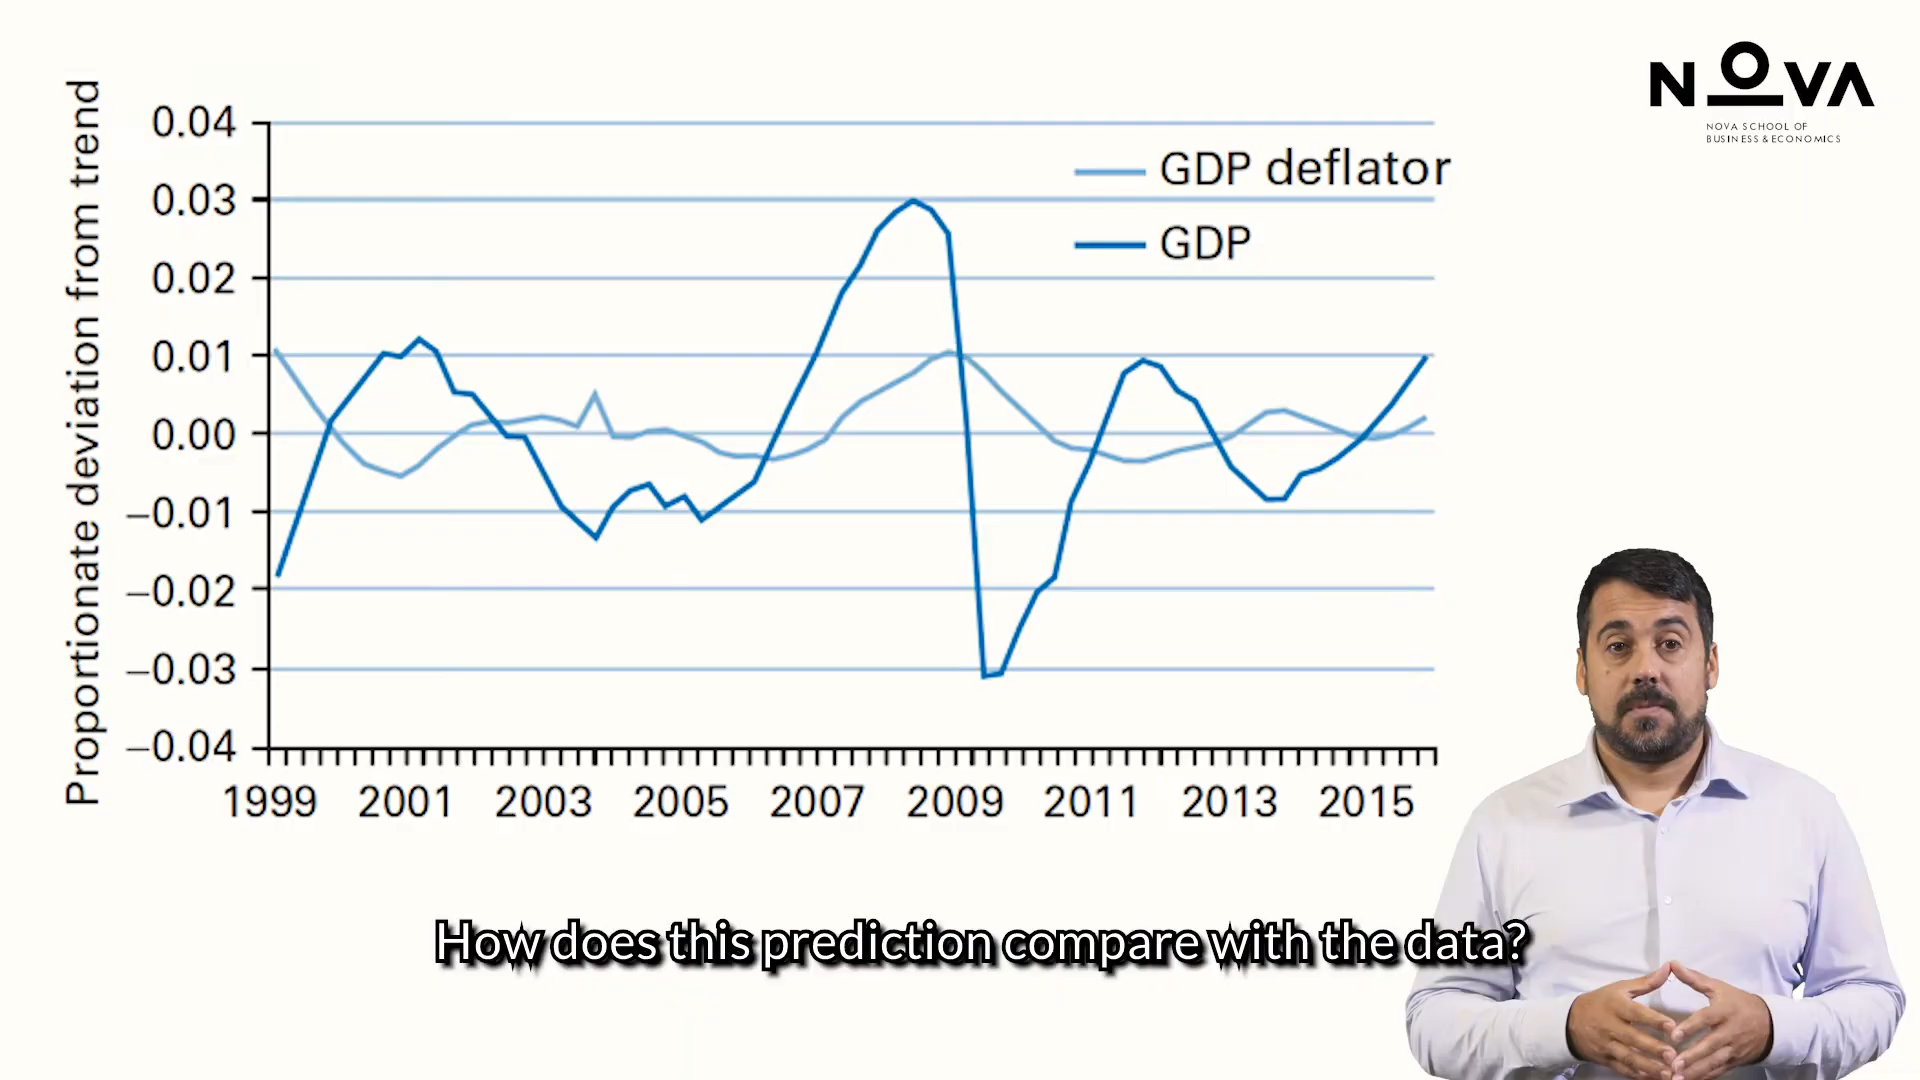 NOVA
NOVA SCHOOL OF
BUSINESS & ECONOMICS
Proportionate deviation from trend
0.04
0.03
0.02
0.01
0.00
−0.01
−0.02
−0.03
−0.04
GDP deflator
GDP
1999 2001 2003 2005 2007 2009 2011 2013 2015
How does this prediction compare with the data?